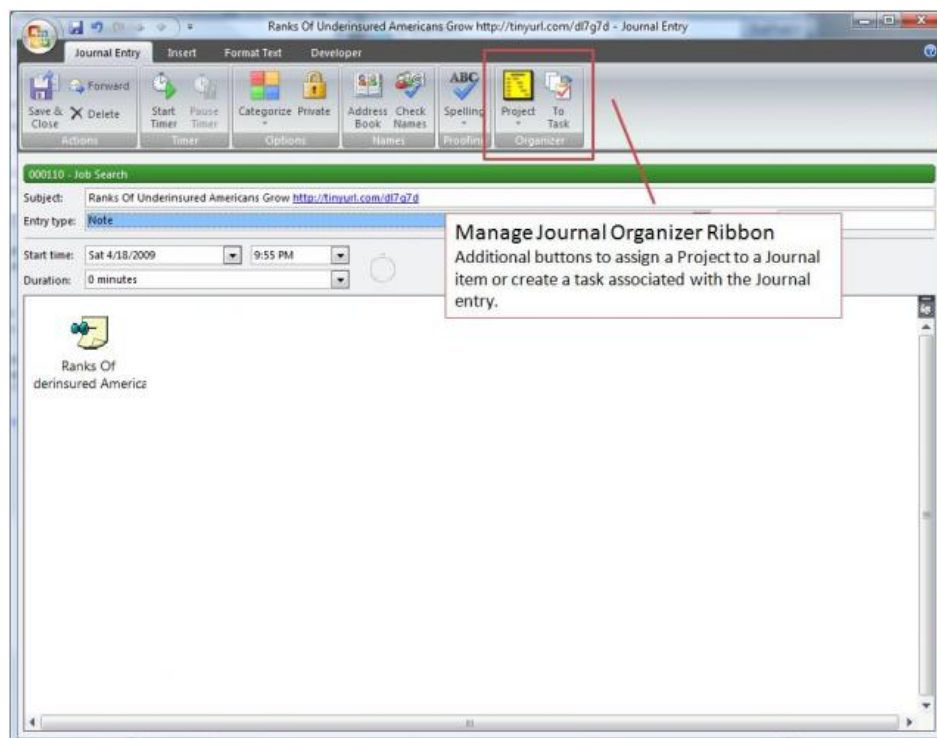 Ranks Of Underinsured Americans Grow http://tinyurl.com/dl7g7d - Journal Entry
Journal Entry Insert Format Text Developer
Save & Close Forward Delete Start Timer Pause Timer Categorize Private Address Book Check Names ABC Spelling Project To Task
Actions Timer Options Names Proofing Organizer
000110 - Job Search
Subject: Ranks Of Underinsured Americans Grow http://tinyurl.com/dl7g7d
Entry type: Note
Start time: Sat 4/18/2009 9:55 PM
Duration: 0 minutes
Manage Journal Organizer Ribbon
Additional buttons to assign a Project to a Journal
item or create a task associated with the Journal
entry.
Ranks Of
derinsured America